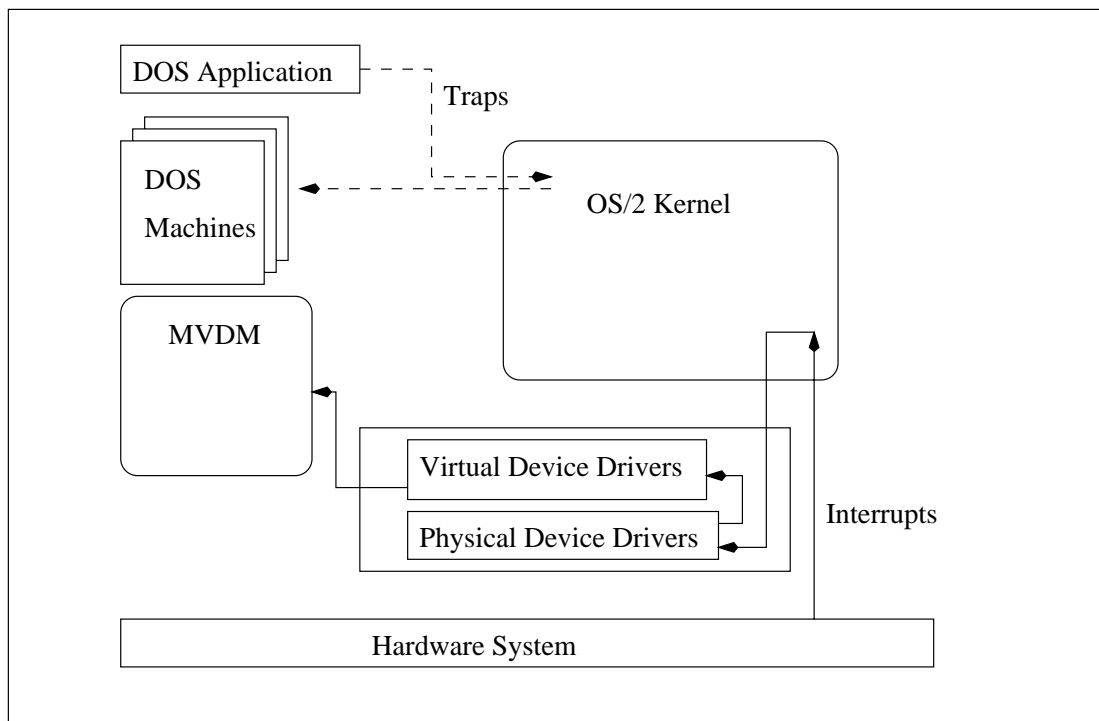 DOS Application
Traps
DOS
Machines
OS/2 Kernel
MVDM
Virtual Device Drivers
Physical Device Drivers
Interrupts
Hardware System